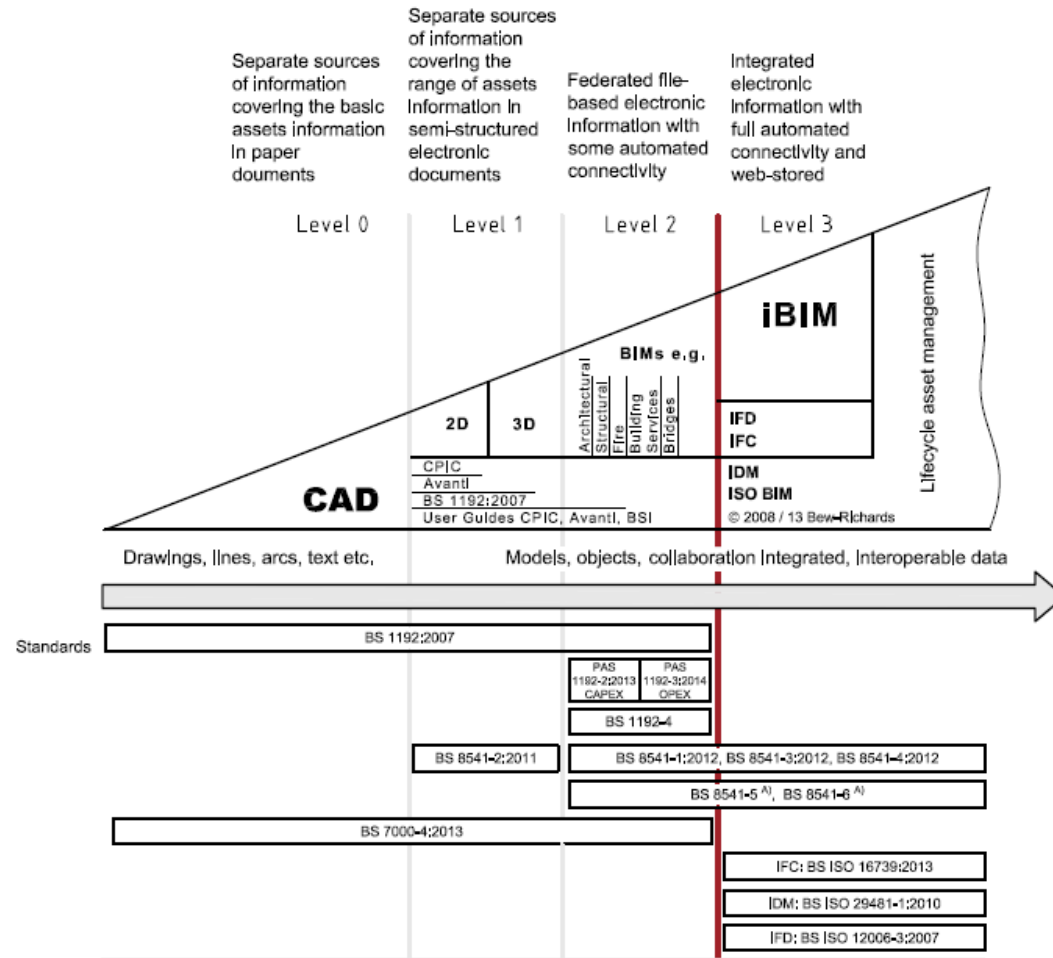 Separate sources
of information
covering the basic
assets information
in paper
douments
Separate sources
of information
covering the
range of assets
information in
semi-structured
electronic
documents
Federated file-
based electronic
information with
some automated
connectivity
Integrated
electronic
information with
full automated
connectivity and
web-stored
Level 0
Level 1
Level 2
Level 3
iBIM
Lifecycle asset management
BIMs e.g.
Architectural
Structural
Fire
Building
Services
Bridges
2D
3D
IFD
IFC
CAD
CPIC
Avanti
BS 1192:2007
User Guides CPIC, Avanti, BSI
IDM
ISO BIM
© 2008 / 13 Bew-Richards
Drawings, lines, arcs, text etc.
Models, objects, collaboration integrated, interoperable data
Standards
BS 1192:2007
PAS
1192-2:2013
CAPEX
PAS
1192-3:2014
OPEX
BS 1192-4
BS 8541-2:2011
BS 8541-1:2012, BS 8541-3:2012, BS 8541-4:2012
BS 8541-5 A), BS 8541-6 A)
BS 7000-4:2013
IFC: BS ISO 16739:2013
IDM: BS ISO 29481-1:2010
IFD: BS ISO 12006-3:2007